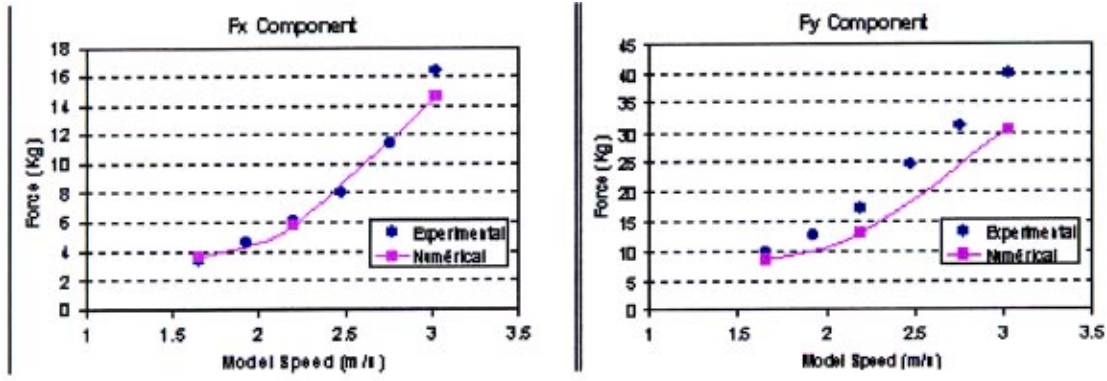 Fx Component
18
16
14
12
10
8
6
4
2
0
Force (Kg)
Experimental
Numérical
1 1.5 2 2.5 3 3.5
Model Speed (m/s)
Fy Component
45
40
35
30
25
20
15
10
5
0
Force (Kg)
Experimental
Numérical
1 1.5 2 2.5 3 3.5
Model Speed (m/s)